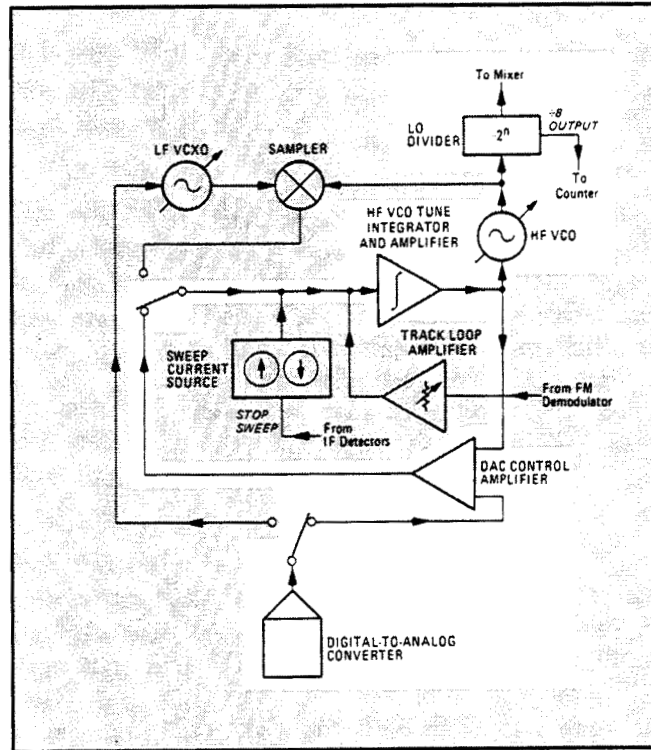 To Mixer
÷8
OUTPUT
LO
DIVIDER
2ⁿ
To
Counter
LF VCXO
SAMPLER
HF VCO TUNE
INTEGRATOR
AND AMPLIFIER
HF VCO
∫
TRACK LOOP
AMPLIFIER
SWEEP
CURRENT
SOURCE
From FM
Demodulator
STOP
SWEEP
From
IF Detectors
DAC CONTROL
AMPLIFIER
DIGITAL-TO-ANALOG
CONVERTER